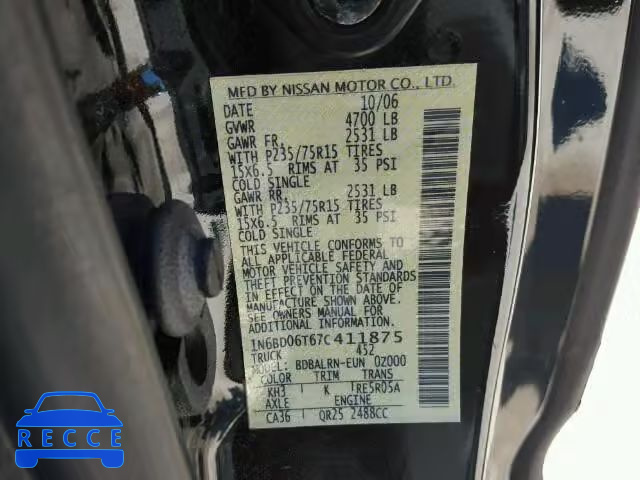 MFD BY NISSAN MOTOR CO., LTD.
DATE 10/06
GVWR 4700 LB
GAWR FR. 2531 LB
WITH P235/75R15 TIRES
15X6.5 RIMS AT 35 PSI
COLD SINGLE
GAWR RR. 2531 LB
WITH P235/75R15 TIRES
15X6.5 RIMS AT 35 PSI
COLD SINGLE
THIS VEHICLE CONFORMS TO
ALL APPLICABLE FEDERAL
MOTOR VEHICLE SAFETY AND
THEFT PREVENTION STANDARDS
IN EFFECT ON THE DATE OF
MANUFACTURE SHOWN ABOVE.
SEE OWNERS MANUAL FOR
ADDITIONAL INFORMATION
1N6BD06T67C411875
TRUCK 452
MODEL: BDBALRN-EUN 0Z000
COLOR TRIM TRANS
KH3 K RE5R05A
AXLE ENGINE
CA36 QR25 2488CC
RECCE